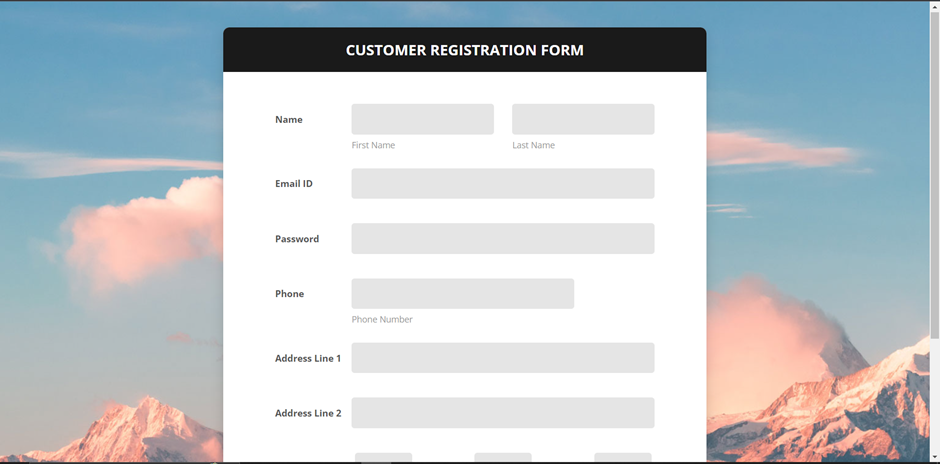 CUSTOMER REGISTRATION FORM
Name
First Name
Last Name
Email ID
Password
Phone
Phone Number
Address Line 1
Address Line 2